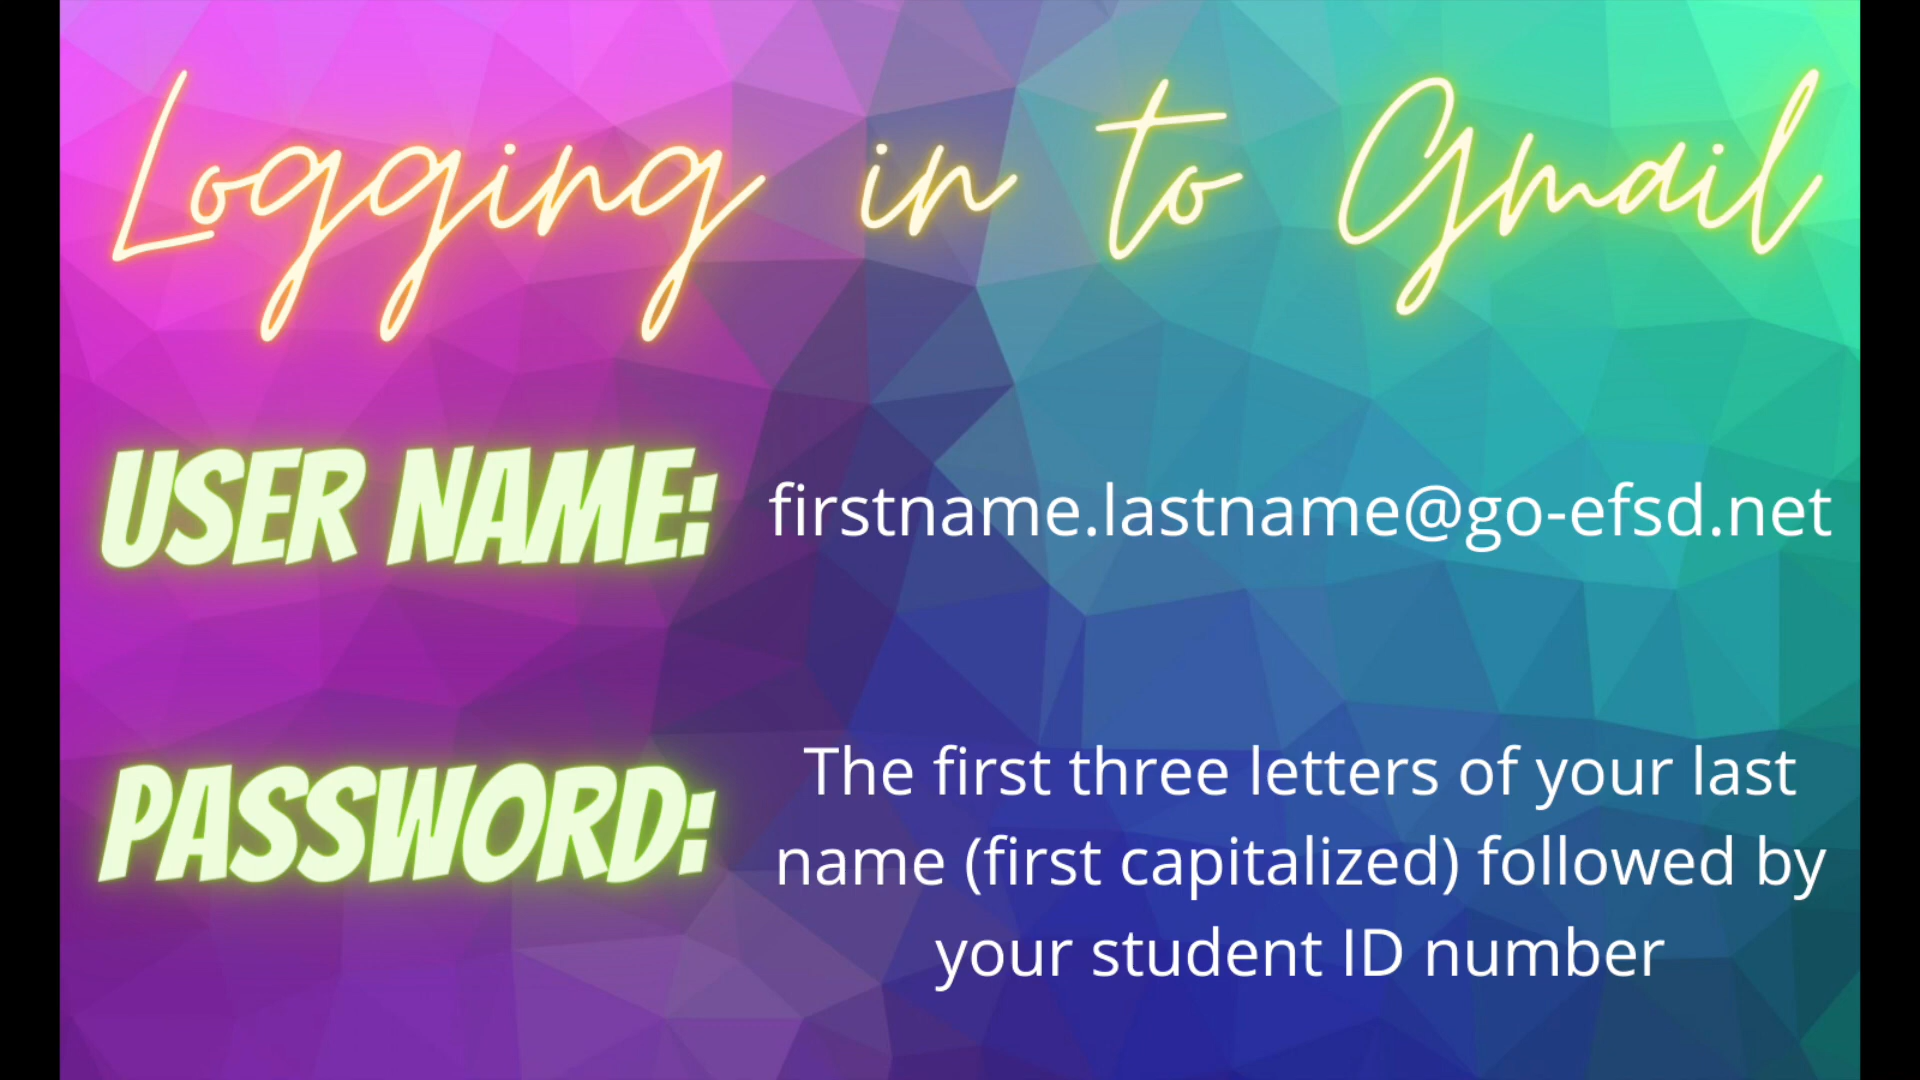 Logging in to Gmail
USER NAME:
firstname.lastname@go-efsd.net
PASSWORD:
The first three letters of your last
name (first capitalized) followed by
your student ID number